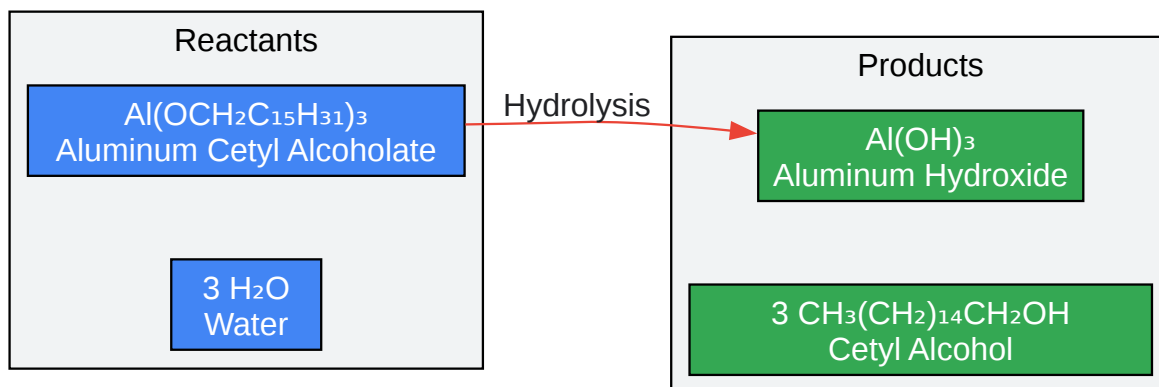 Reactants
Al(OCH₂C₁₅H₃₁)₃
Aluminum Cetyl Alcoholate
3 H₂O
Water
Hydrolysis
Products
Al(OH)₃
Aluminum Hydroxide
3 CH₃(CH₂)₁₄CH₂OH
Cetyl Alcohol